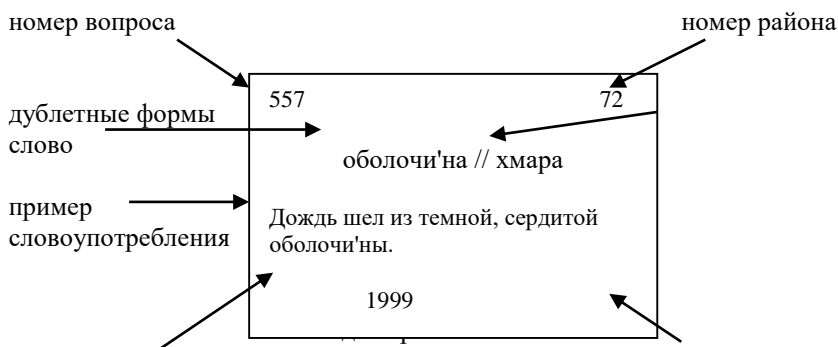 номер вопроса
номер района
557
72
дублетные формы
слово
оболочи'на // хмара
пример
словоупотребления
Дождь шел из темной, сердитой
оболочи'ны.
1999